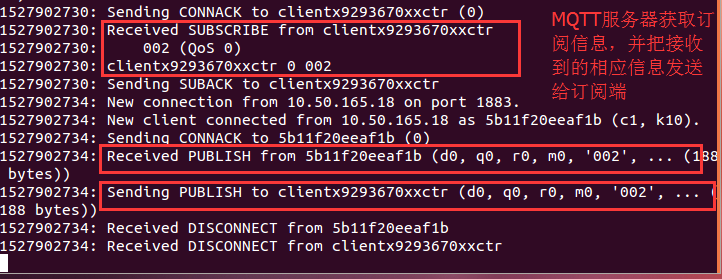 1527902730: Sending CONNACK to clientx9293670xxctr (0)
1527902730: Received SUBSCRIBE from clientx9293670xxctr
1527902730:     002 (QoS 0)
1527902730: clientx9293670xxctr 0 002
1527902730: Sending SUBACK to clientx9293670xxctr
1527902734: New connection from 10.50.165.18 on port 1883.
1527902734: New client connected from 10.50.165.18 as 5b11f20eeaf1b (c1, k10).
1527902734: Sending CONNACK to 5b11f20eeaf1b (0)
1527902734: Received PUBLISH from 5b11f20eeaf1b (d0, q0, r0, m0, '002', ... (188
 bytes))
1527902734: Sending PUBLISH to clientx9293670xxctr (d0, q0, r0, m0, '002', ... (
188 bytes))
1527902734: Received DISCONNECT from 5b11f20eeaf1b
1527902734: Received DISCONNECT from clientx9293670xxctr
MQTT服务器获取订
阅信息，并把接收
到的相应信息发送
给订阅端